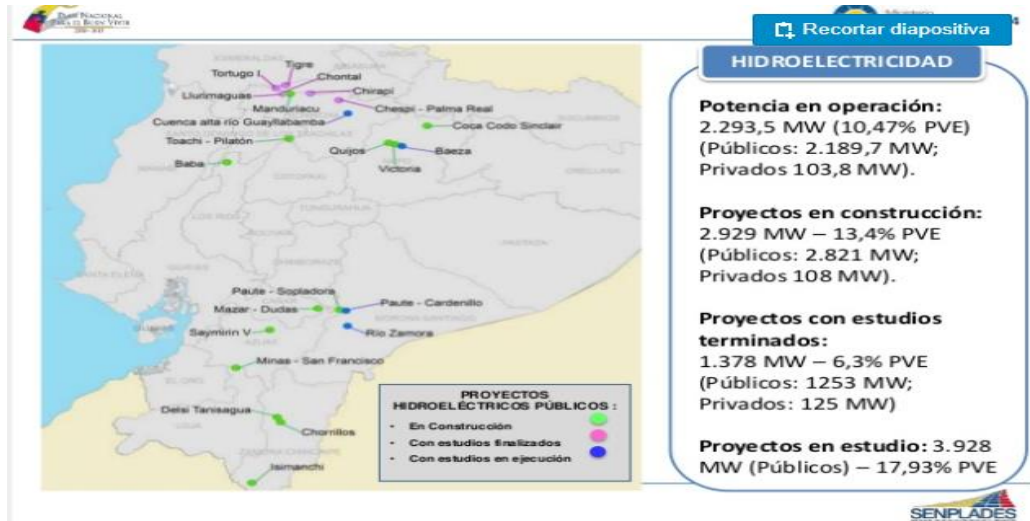 PLAN NACIONAL
PARA EL BUEN VIVIR
Recortar diapositiva
HIDROELECTRICIDAD
Potencia en operación:
2.293,5 MW (10,47% PVE)
(Públicos: 2.189,7 MW;
Privados 103,8 MW).
Proyectos en construcción:
2.929 MW – 13,4% PVE
(Públicos: 2.821 MW;
Privados 108 MW).
Proyectos con estudios
terminados:
1.378 MW – 6,3% PVE
(Públicos: 1253 MW;
Privados: 125 MW)
Proyectos en estudio: 3.928
MW (Públicos) – 17,93% PVE
Tigre
Tortugo I
Chontal
Llurimaguas
Chirapi
Manduriacu
Chespi - Palma Real
Cuenca alta río Guayllabamba
Coca Codo Sinclair
Toachi - Pilatón
Quijos
Baeza
Baba
Victoria
Paute - Sopladora
Paute - Cardenillo
Mazar - Dudas
Saymirin V
Río Zamora
Minas - San Francisco
Delsi Tanisagua
Chorrillos
Isimanchi
PROYECTOS
HIDROELÉCTRICOS PÚBLICOS :
- En Construcción
- Con estudios finalizados
- Con estudios en ejecución
SENPLADES